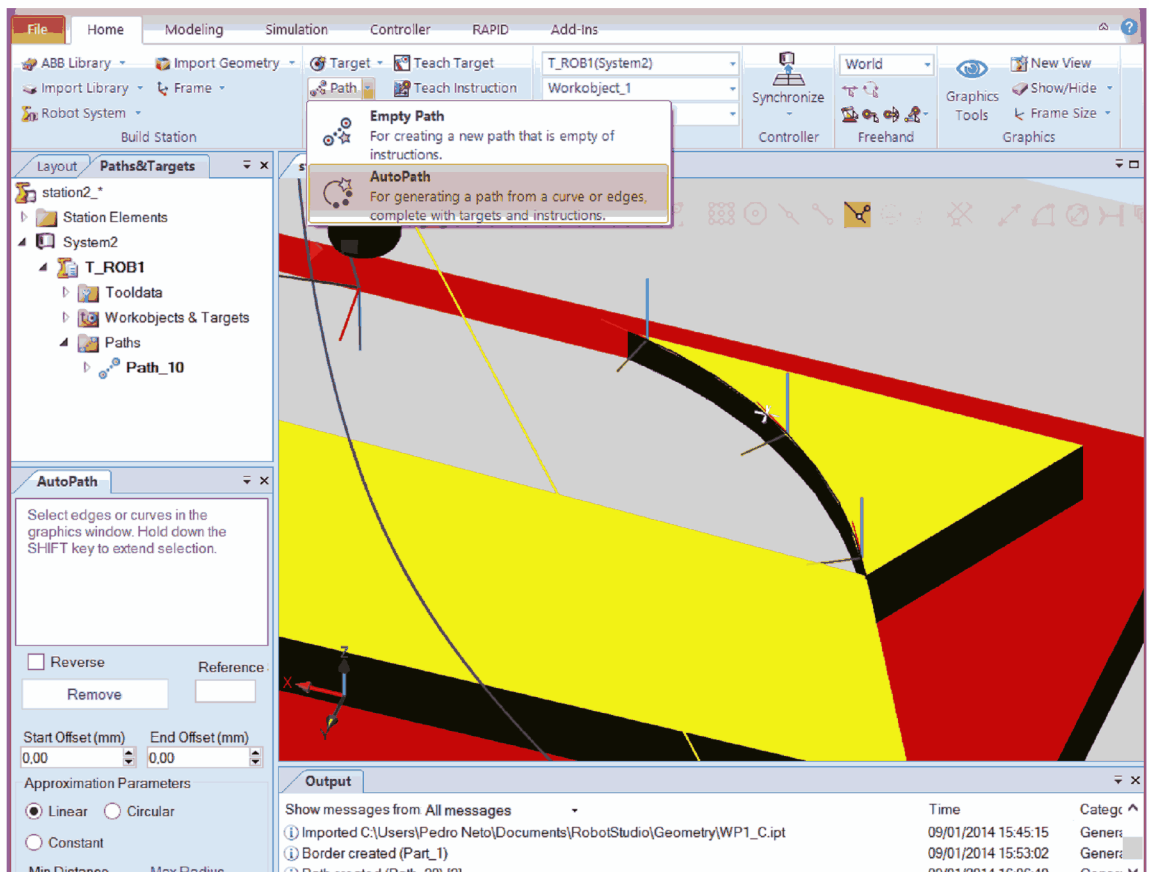 File Home Modeling Simulation Controller RAPID Add-Ins
ABB Library Import Geometry Target Teach Target T_ROB1(System2) World New View
Import Library Frame Path Teach Instruction Workobject_1 Synchronize Graphics Tools Show/Hide
Robot System Frame Size
Build Station Controller Freehand Graphics
Empty Path
For creating a new path that is empty of
instructions.
AutoPath
For generating a path from a curve or edges,
complete with targets and instructions.
Layout Paths&Targets
station2_*
Station Elements
System2
T_ROB1
Tooldata
Workobjects & Targets
Paths
Path_10
AutoPath
Select edges or curves in the
graphics window. Hold down the
SHIFT key to extend selection.
Reverse
Reference
Remove
Start Offset (mm) End Offset (mm)
0,00 0,00
Approximation Parameters
Linear Circular
Constant
Min Distance Max Radius
Z
X
Y
Output
Show messages from All messages Time Categc
Imported C:\Users\Pedro Neto\Documents\RobotStudio\Geometry\WP1_C.ipt 09/01/2014 15:45:15 Genera
Border created (Part_1) 09/01/2014 15:53:02 Genera